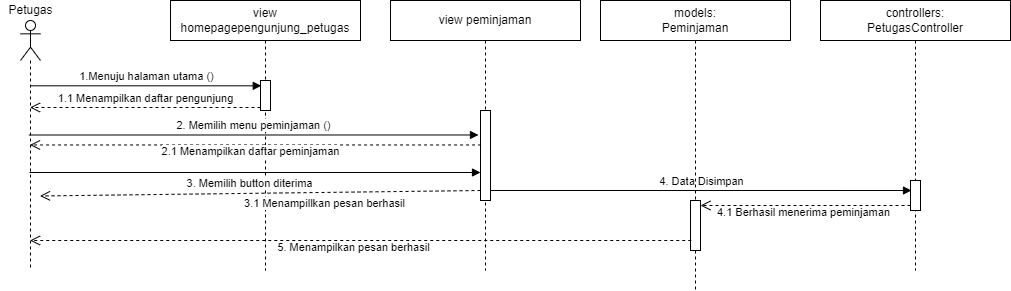 Petugas
view
homepagepengunjung_petugas
view peminjaman
models:
Peminjaman
controllers:
PetugasController
1.Menuju halaman utama ()
1.1 Menampilkan daftar pengunjung
2. Memilih menu peminjaman ()
2.1 Menampilkan daftar peminjaman
3. Memilih button diterima
4. Data Disimpan
3.1 Menampillkan pesan berhasil
4.1 Berhasil menerima peminjaman
5. Menampilkan pesan berhasil